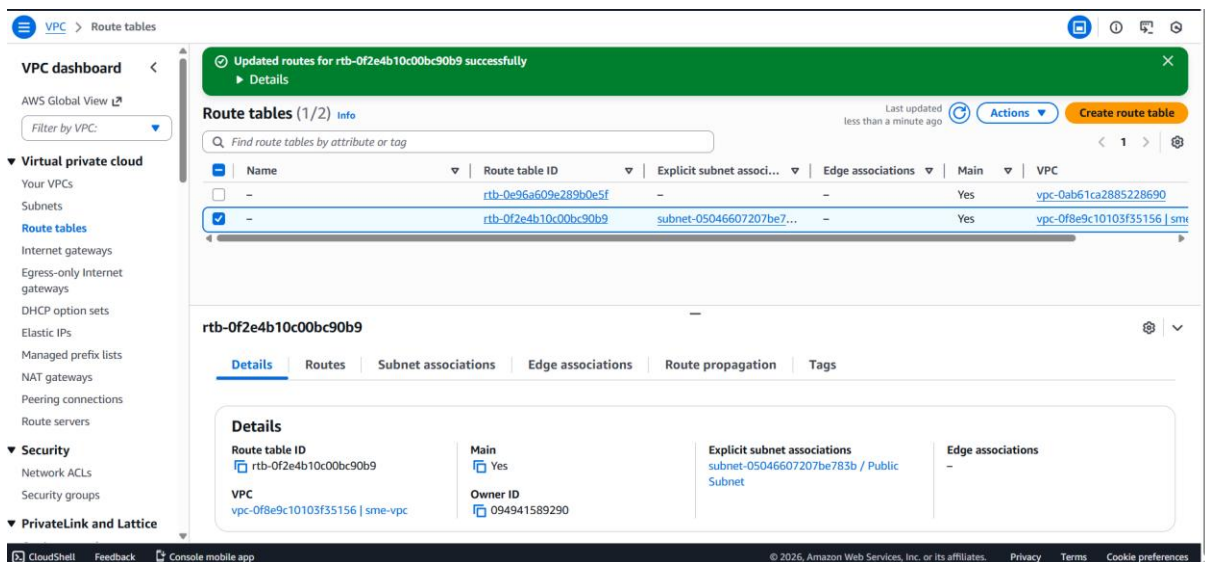 VPC > Route tables
VPC dashboard
AWS Global View
Filter by VPC:
Virtual private cloud
Your VPCs
Subnets
Route tables
Internet gateways
Egress-only Internet
gateways
DHCP option sets
Elastic IPs
Managed prefix lists
NAT gateways
Peering connections
Route servers
Security
Network ACLs
Security groups
PrivateLink and Lattice
Updated routes for rtb-0f2e4b10c00bc90b9 successfully
Details
Route tables (1/2) Info
Last updated
less than a minute ago
Actions
Create route table
Find route tables by attribute or tag
1
Name Route table ID Explicit subnet associ... Edge associations Main VPC
– rtb-0e96a609e289b0e5f – – Yes vpc-0ab61ca2885228690
– rtb-0f2e4b10c00bc90b9 subnet-05046607207be7... – Yes vpc-0f8e9c10103f35156 | sme
rtb-0f2e4b10c00bc90b9
Details Routes Subnet associations Edge associations Route propagation Tags
Details
Route table ID
rtb-0f2e4b10c00bc90b9
Main
Yes
Explicit subnet associations
subnet-05046607207be783b / Public
Subnet
Edge associations
–
VPC
vpc-0f8e9c10103f35156 | sme-vpc
Owner ID
094941589290
CloudShell Feedback Console mobile app © 2026, Amazon Web Services, Inc. or its affiliates. Privacy Terms Cookie preferences